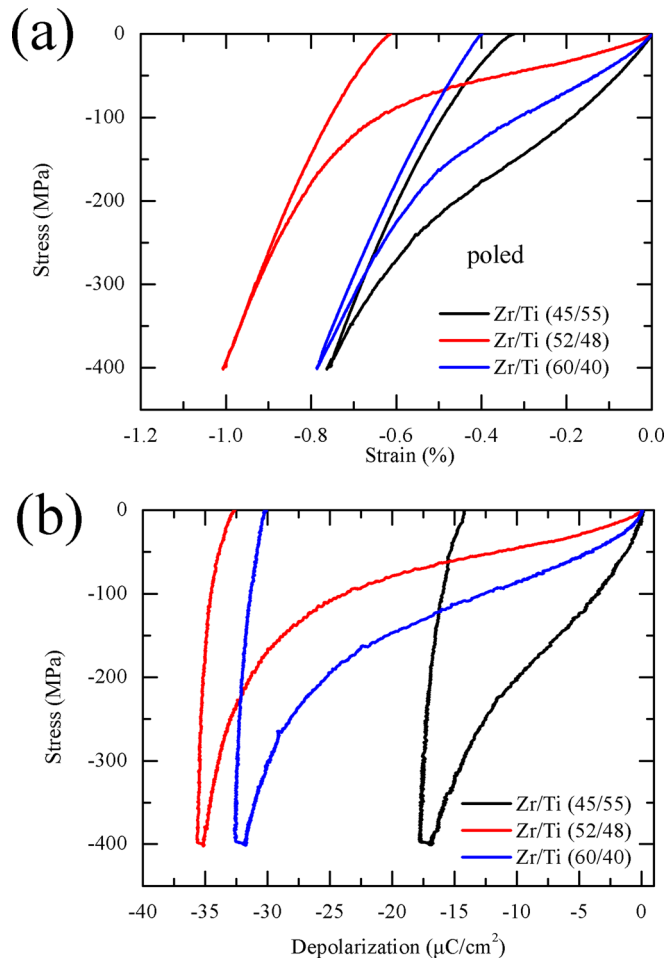 (a)
0
-100
-200
-300
-400
Stress (MPa)
poled
Zr/Ti (45/55)
Zr/Ti (52/48)
Zr/Ti (60/40)
-1.2 -1.0 -0.8 -0.6 -0.4 -0.2 0.0
Strain (%)
(b)
0
-100
-200
-300
-400
Stress (MPa)
Zr/Ti (45/55)
Zr/Ti (52/48)
Zr/Ti (60/40)
-40 -35 -30 -25 -20 -15 -10 -5 0
Depolarization (μC/cm²)